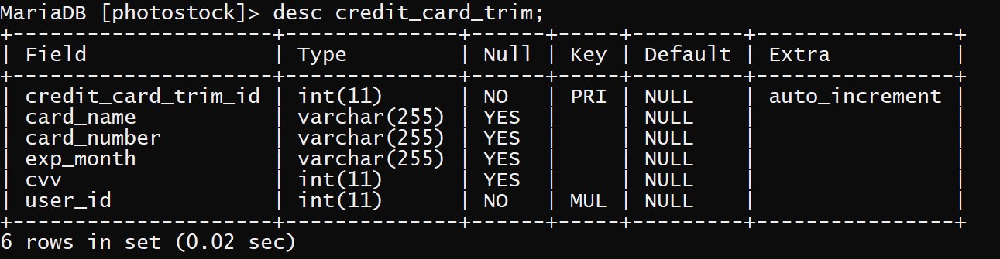 MariaDB [photostock]> desc credit_card_trim;
+---------------------+--------------+------+-----+---------+----------------+
| Field               | Type         | Null | Key | Default | Extra          |
+---------------------+--------------+------+-----+---------+----------------+
| credit_card_trim_id | int(11)      | NO   | PRI | NULL    | auto_increment |
| card_name           | varchar(255) | YES  |     | NULL    |                |
| card_number         | varchar(255) | YES  |     | NULL    |                |
| exp_month           | varchar(255) | YES  |     | NULL    |                |
| cvv                 | int(11)      | YES  |     | NULL    |                |
| user_id             | int(11)      | NO   | MUL | NULL    |                |
+---------------------+--------------+------+-----+---------+----------------+
6 rows in set (0.02 sec)